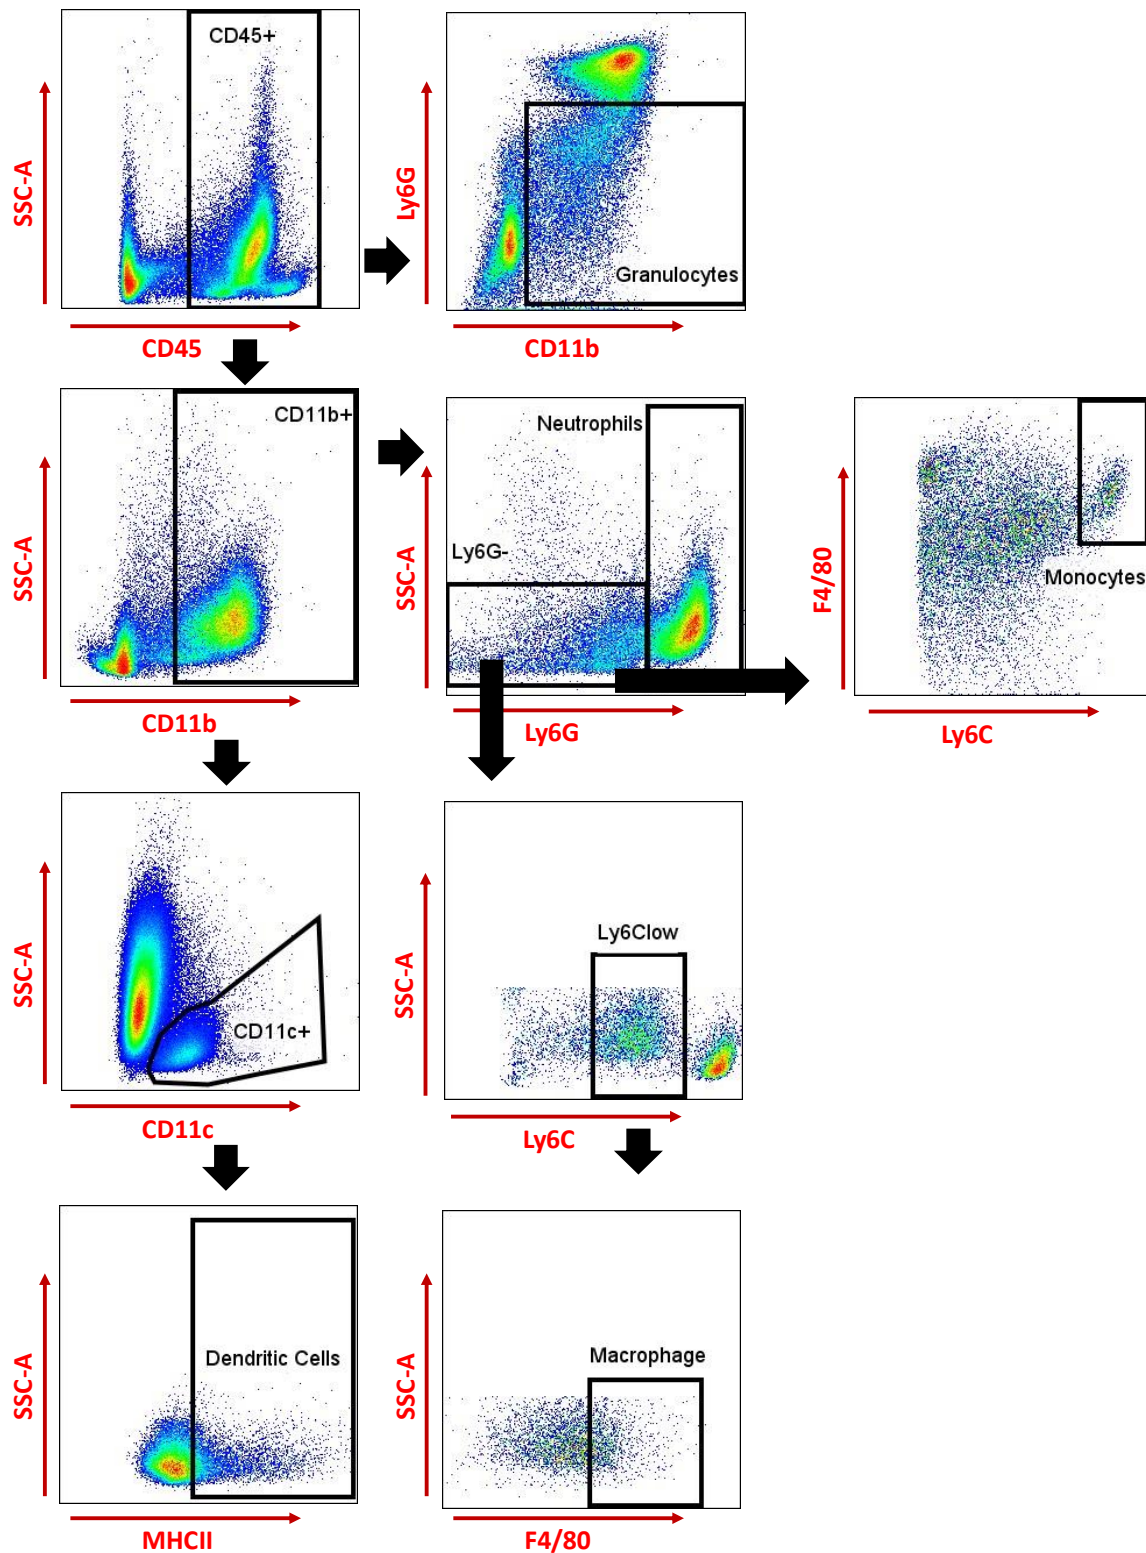 CD45+
SSC-A
CD45
Ly6G
Granulocytes
CD11b
CD11b+
SSC-A
CD11b
Neutrophils
Ly6G-
SSC-A
Ly6G
F4/80
Monocytes
Ly6C
SSC-A
CD11c+
CD11c
Ly6Clow
SSC-A
Ly6C
SSC-A
Dendritic Cells
MHCII
Macrophage
SSC-A
F4/80